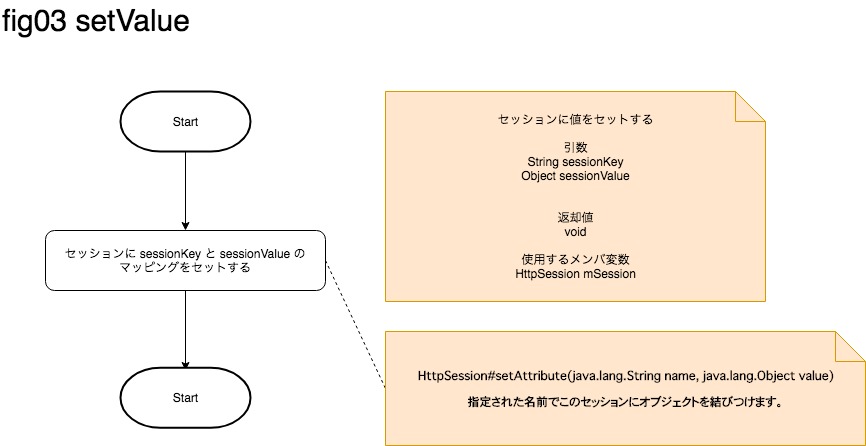 fig03 setValue
Start
セッションに sessionKey と sessionValue の
マッピングをセットする
Start
セッションに値をセットする
引数
String sessionKey
Object sessionValue
返却値
void
使用するメンバ変数
HttpSession mSession
HttpSession#setAttribute(java.lang.String name, java.lang.Object value)
指定された名前でこのセッションにオブジェクトを結びつけます。